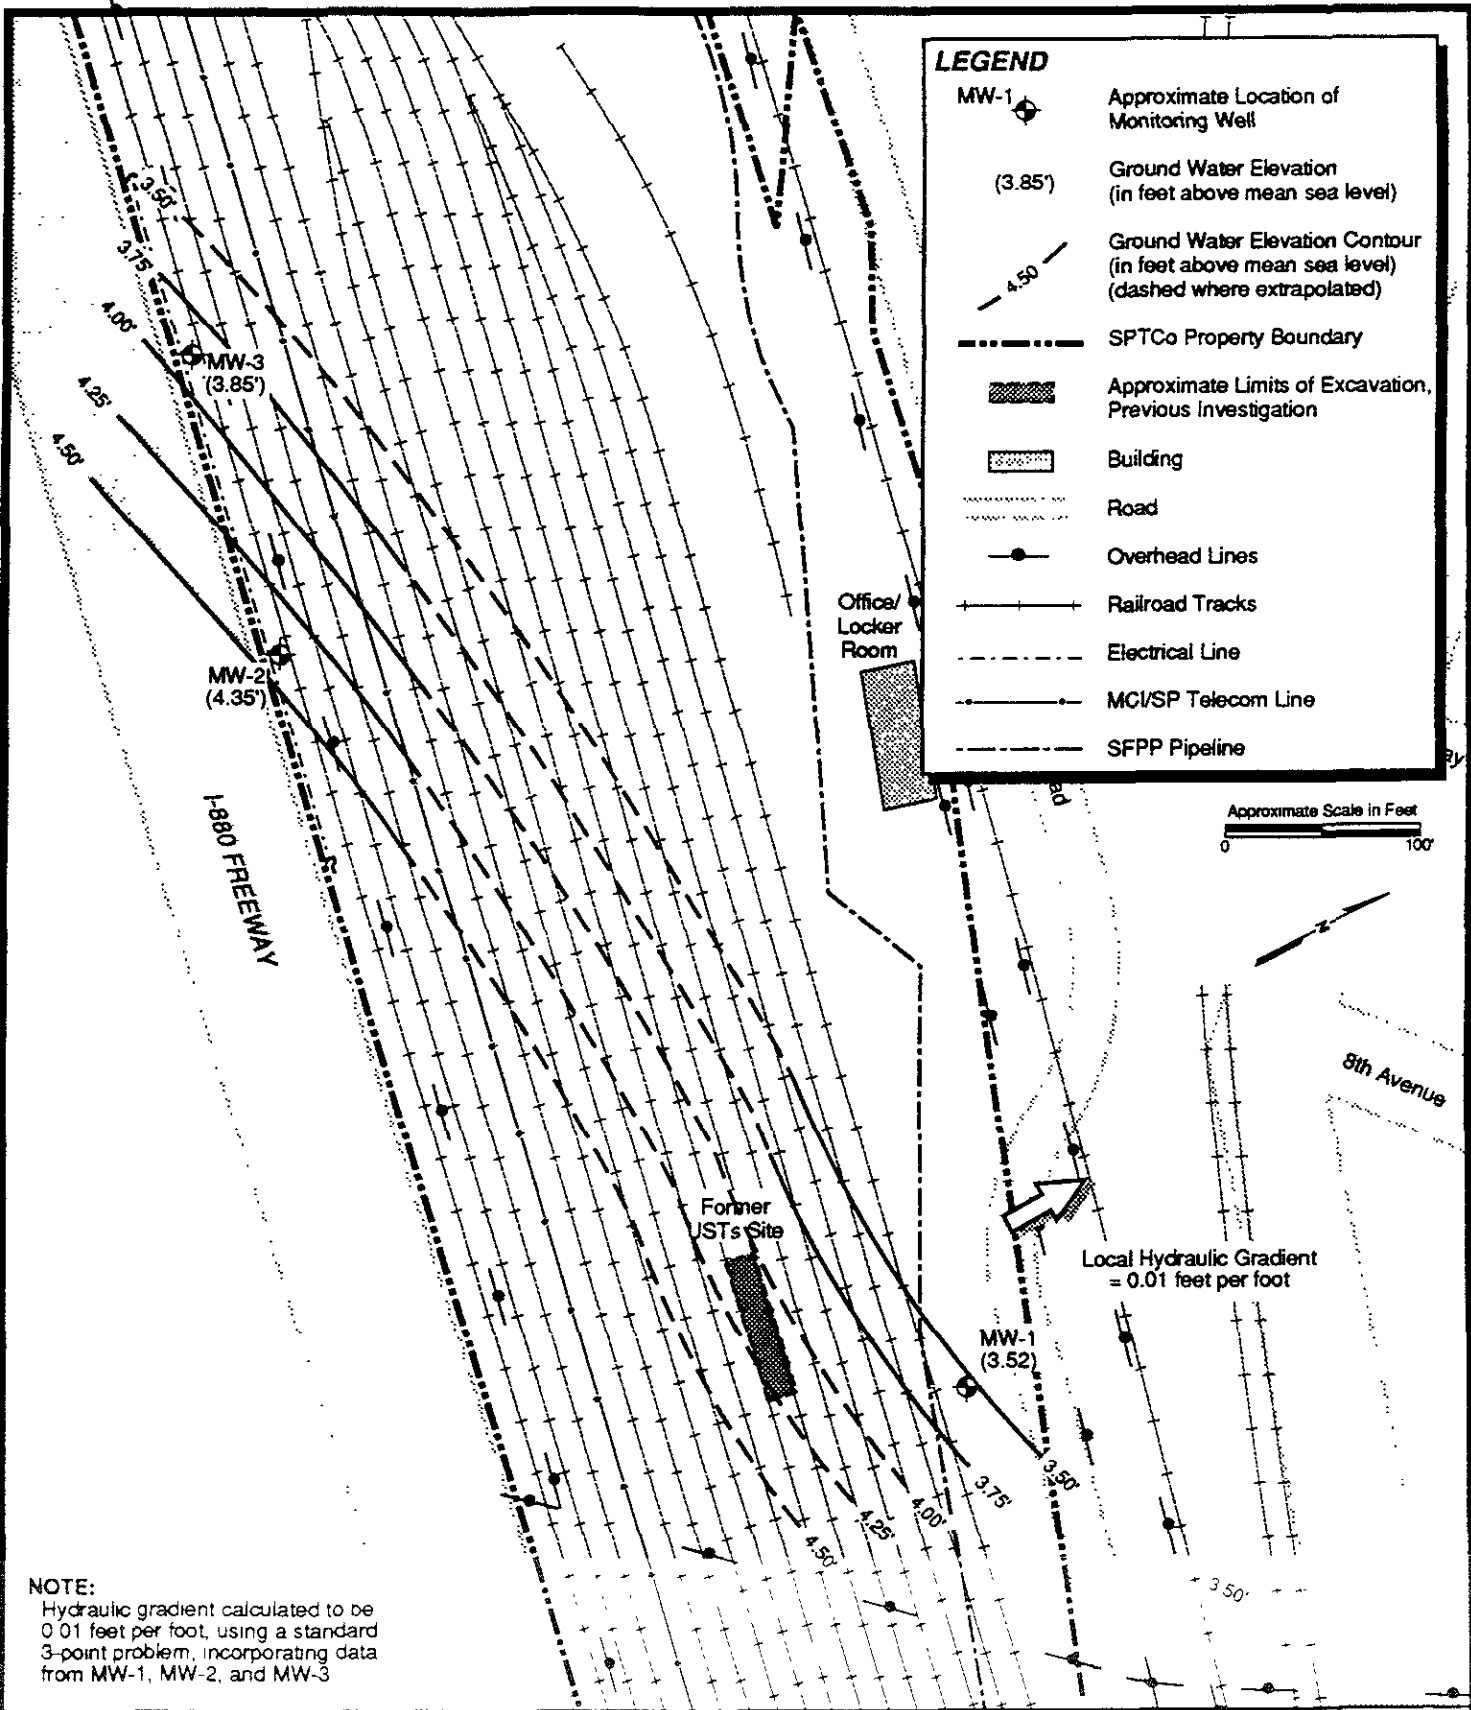 LEGEND
MW-1
Approximate Location of
Monitoring Well
(3.85')
Ground Water Elevation
(in feet above mean sea level)
4.50
Ground Water Elevation Contour
(in feet above mean sea level)
(dashed where extrapolated)
SPTCo Property Boundary
Approximate Limits of Excavation,
Previous Investigation
Building
Road
Overhead Lines
Railroad Tracks
Electrical Line
MCI/SP Telecom Line
SFPP Pipeline
3.50'
3.75'
4.00'
4.25'
4.50'
MW-3
(3.85')
MW-2
(4.35')
Office/
Locker
Room
I-880 FREEWAY
Approximate Scale in Feet
0 100'
N
8th Avenue
Former
USTs Site
Local Hydraulic Gradient
= 0.01 feet per foot
MW-1
(3.52)
3.50'
3.75'
4.00'
4.25'
4.50'
3 50'
NOTE:
Hydraulic gradient calculated to be
0 01 feet per foot, using a standard
3-point problem, incorporating data
from MW-1, MW-2, and MW-3